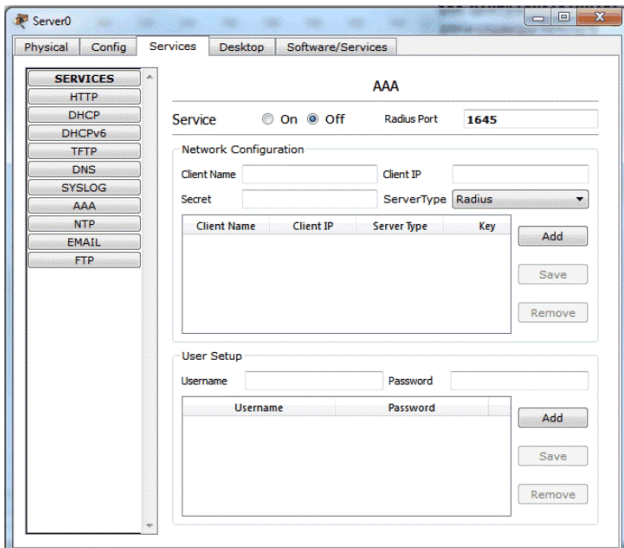 Server0
Physical Config Services Desktop Software/Services
SERVICES
HTTP
DHCP
DHCPv6
TFTP
DNS
SYSLOG
AAA
NTP
EMAIL
FTP
AAA
Service On Off Radius Port 1645
Network Configuration
Client Name Client IP
Secret ServerType Radius
Client Name Client IP Server Type Key
Add
Save
Remove
User Setup
Username Password
Username Password
Add
Save
Remove